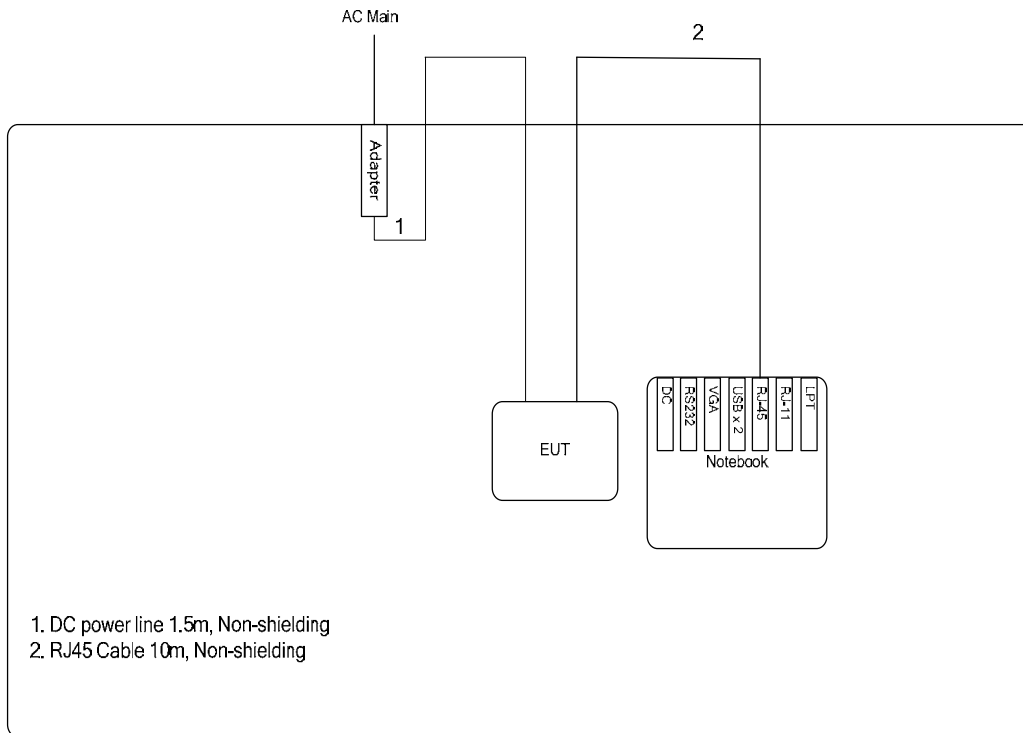 AC Main
2
Adapter
1
DC
RS232
VGA
USB x 2
RJ-45
RJ-11
LPT
Notebook
EUT
1. DC power line 1.5m, Non-shielding
2. RJ45 Cable 10m, Non-shielding